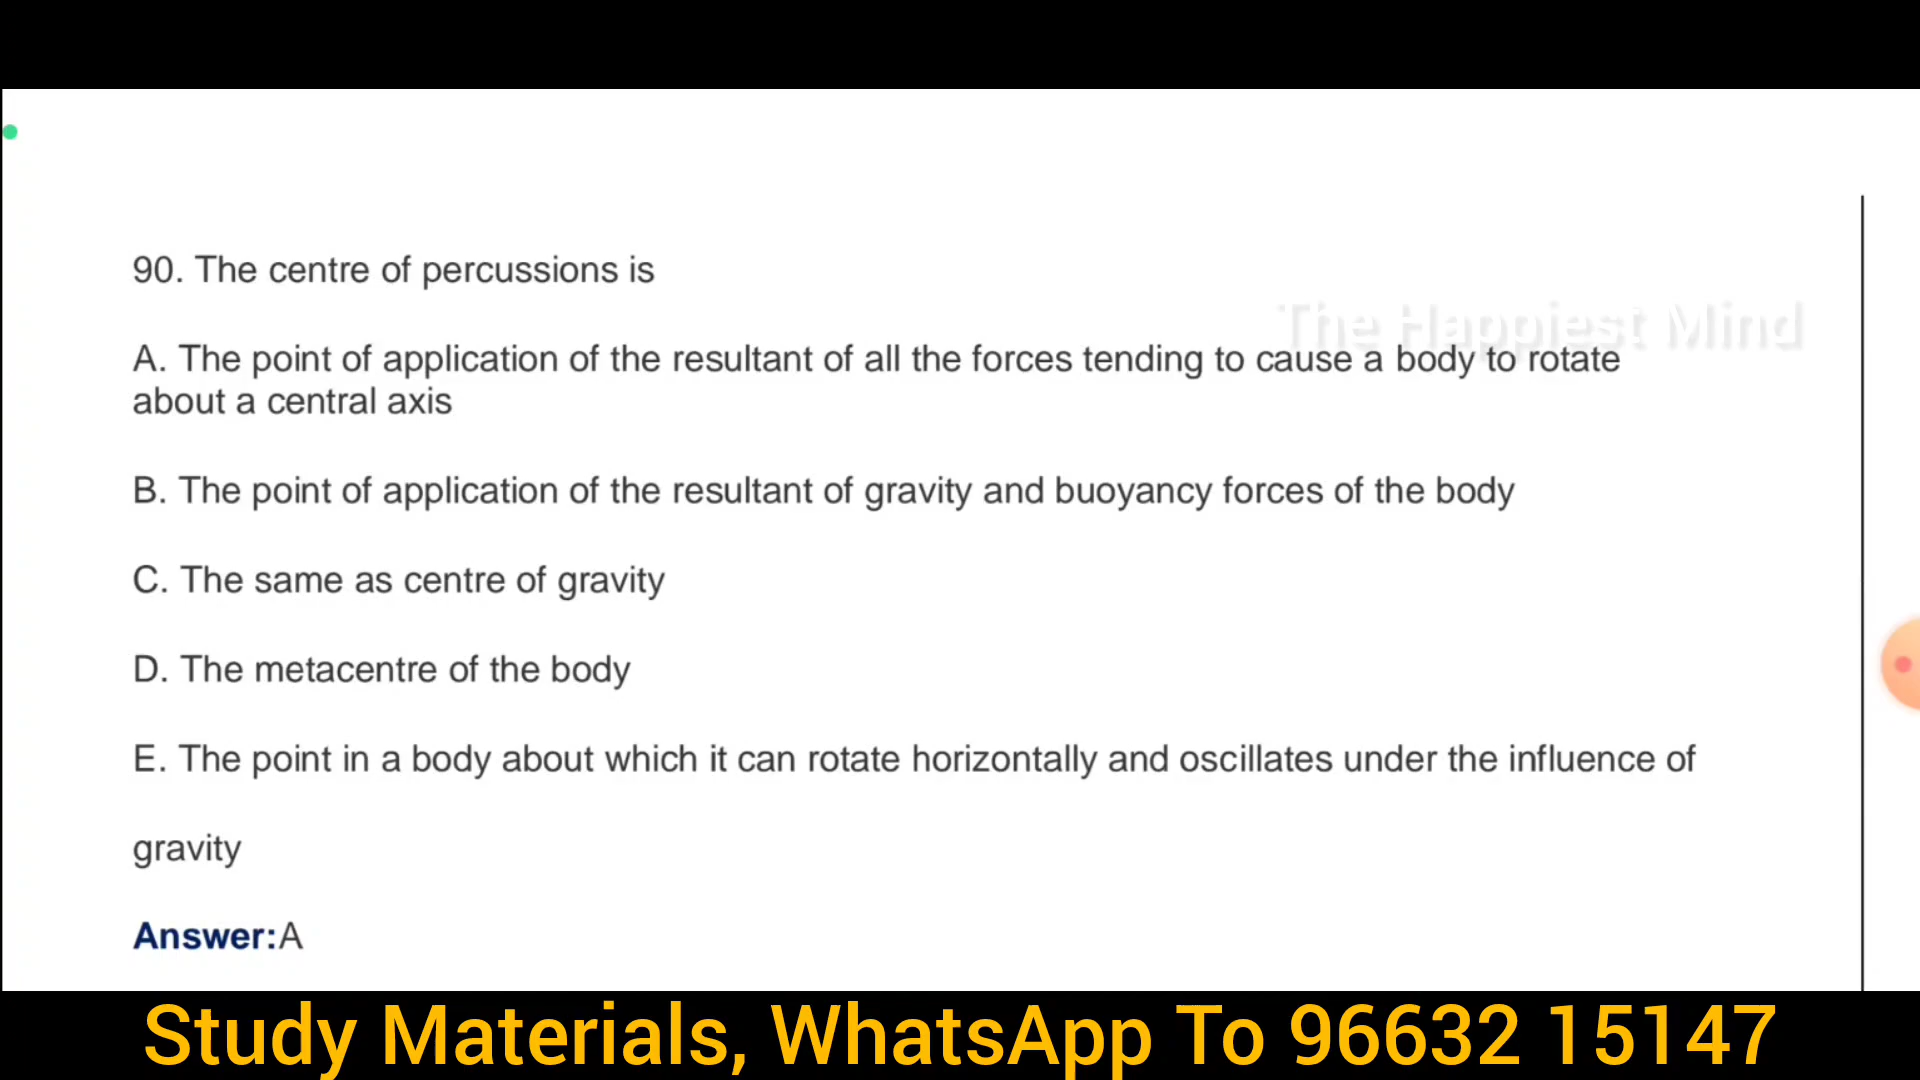 90. The centre of percussions is
The Happiest Mind
A. The point of application of the resultant of all the forces tending to cause a body to rotate
about a central axis
B. The point of application of the resultant of gravity and buoyancy forces of the body
C. The same as centre of gravity
D. The metacentre of the body
E. The point in a body about which it can rotate horizontally and oscillates under the influence of
gravity
Answer:A
Study Materials, WhatsApp To 96632 15147